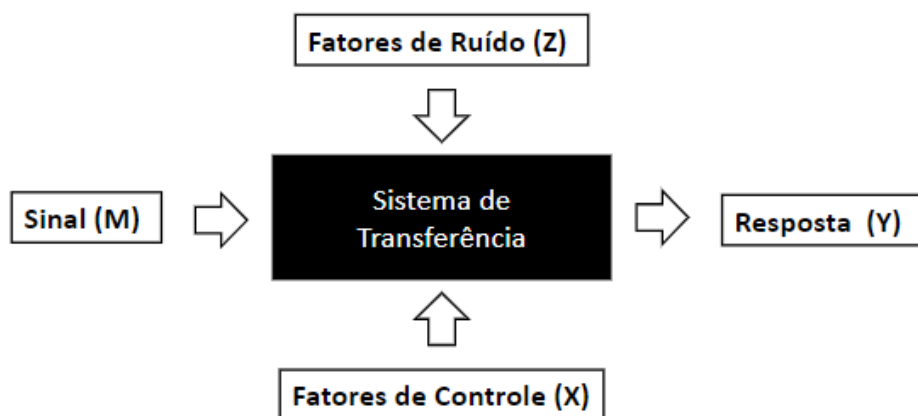 Fatores de Ruído (Z)
Sinal (M)
Sistema de
Transferência
Resposta (Y)
Fatores de Controle (X)